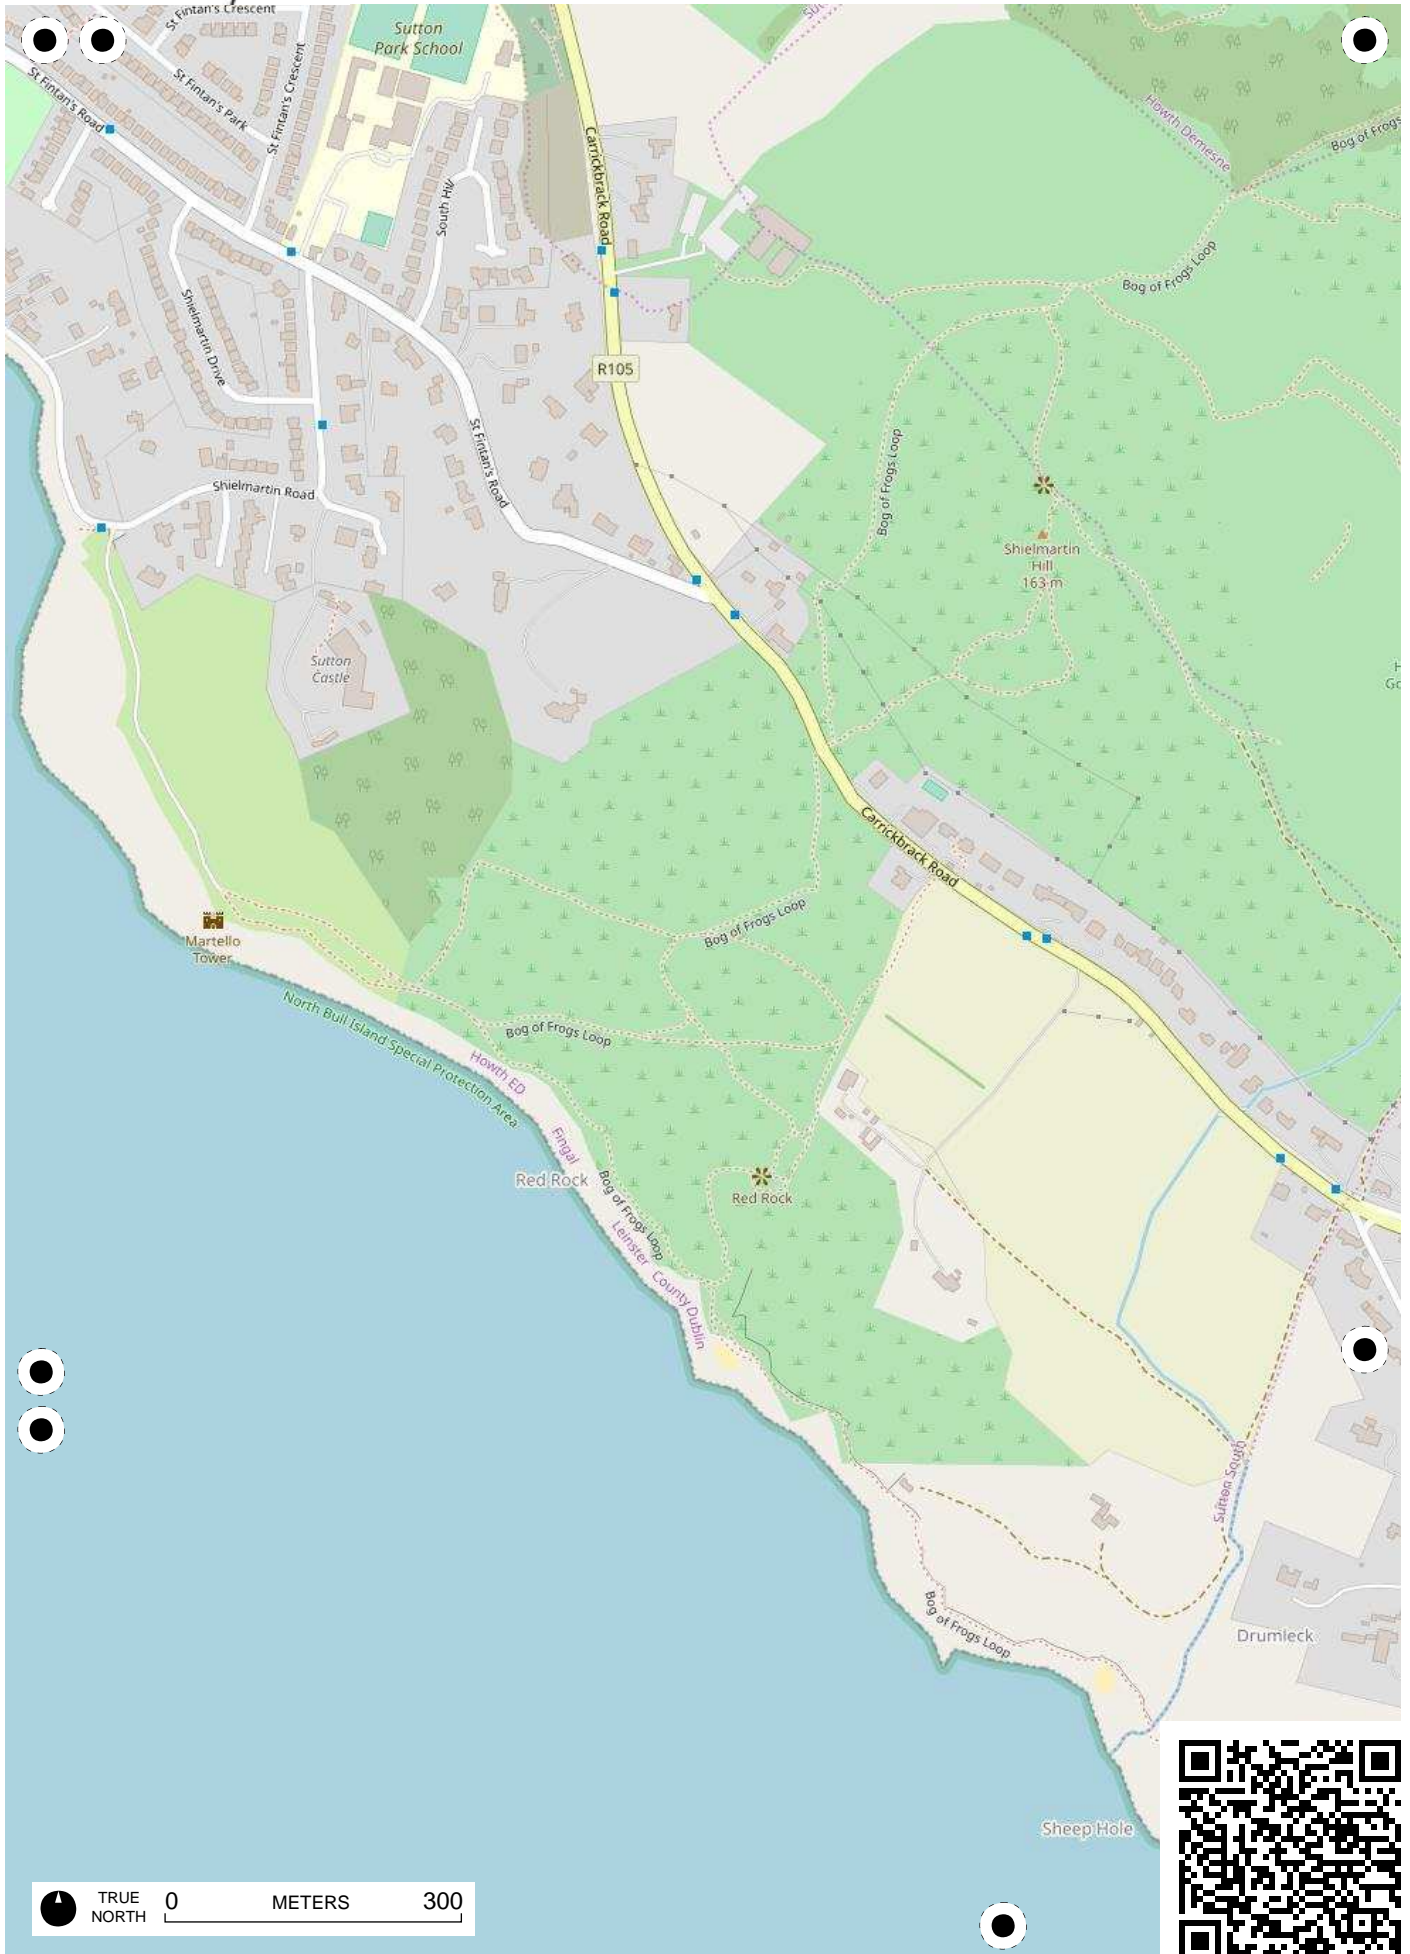 St Fintan's Crescent
Sutton
Park School
St Fintan's Road
St Fintan's Park
St Fintan's Crescent
South Hill
Carrickbrack Road
Howth Demesne
Bog of Frogs
Bog of Frogs Loop
Shielmartin Drive
R105
St Fintan's Road
Bog of Frogs Loop
Shielmartin Road
Shielmartin
Hill
163 m
Sutton
Castle
Carrickbrack Road
Bog of Frogs Loop
Martello
Tower
North Bull Island Special Protection Area
Bog of Frogs Loop
Howth ED
Fingal
Red Rock
Bog of Frogs Loop
Red Rock
Leinster
County Dublin
Sutton South
Bog of Frogs Loop
Drumleck
Sheep Hole
TRUE
NORTH
0 METERS 300